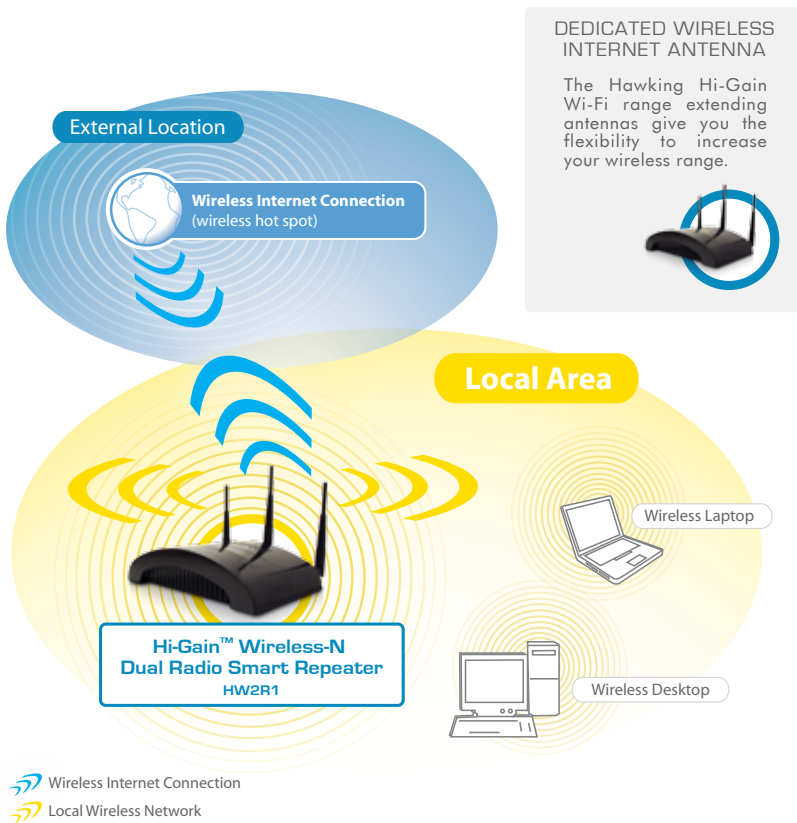 DEDICATED WIRELESS
INTERNET ANTENNA
The Hawking Hi-Gain
Wi-Fi range extending
antennas give you the
flexibility to increase
your wireless range.
External Location
Wireless Internet Connection
(wireless hot spot)
Local Area
Wireless Laptop
Hi-Gain™ Wireless-N
Dual Radio Smart Repeater
HW2R1
Wireless Desktop
Wireless Internet Connection
Local Wireless Network